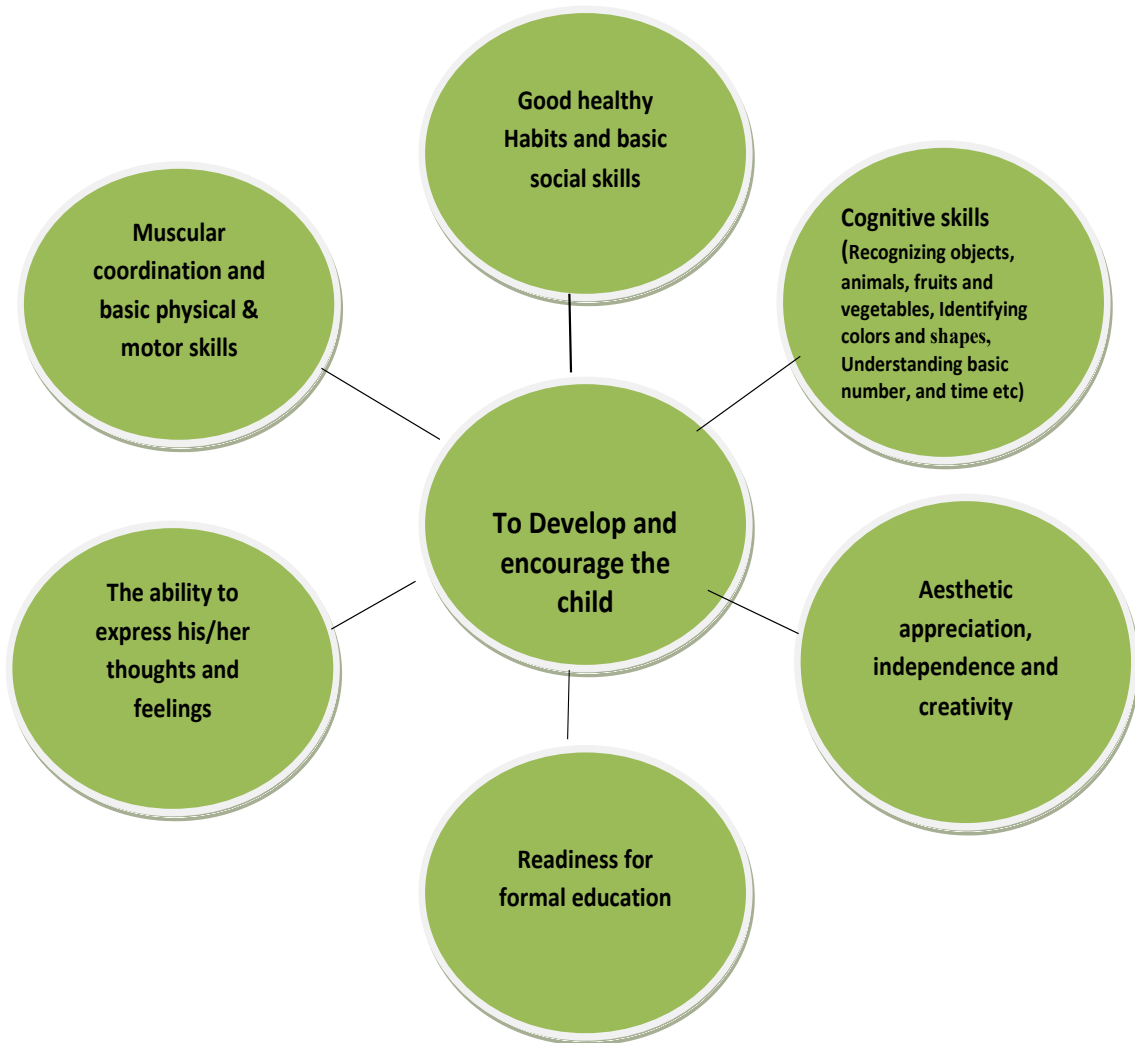 Good healthy
Habits and basic
social skills
Muscular
coordination and
basic physical &
motor skills
Cognitive skills
(Recognizing objects,
animals, fruits and
vegetables, Identifying
colors and shapes,
Understanding basic
number, and time etc)
To Develop and
encourage the
child
The ability to
express his/her
thoughts and
feelings
Aesthetic
appreciation,
independence and
creativity
Readiness for
formal education